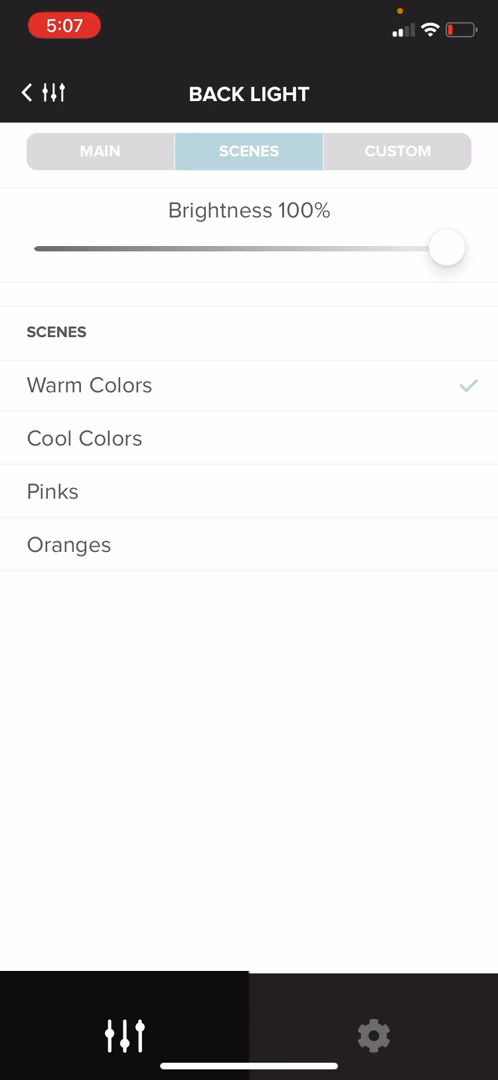 5:07
BACK LIGHT
MAIN SCENES CUSTOM
Brightness 100%
SCENES
Warm Colors
Cool Colors
Pinks
Oranges